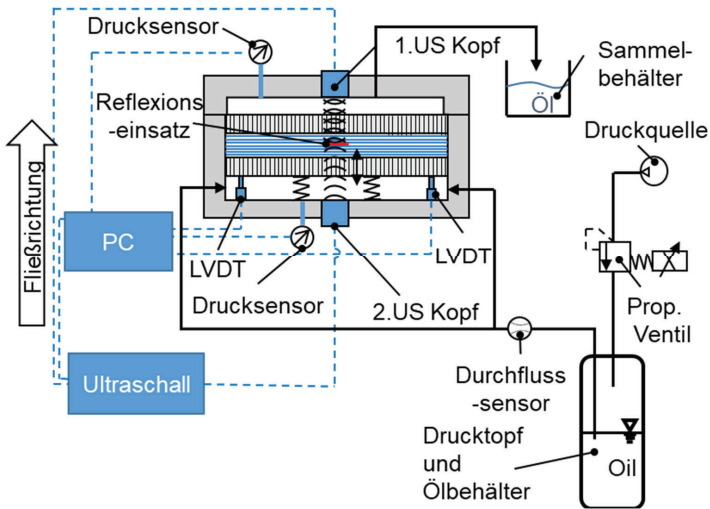 Drucksensor
1.US Kopf
Sammel-
behälter
Öl
Reflexions
-einsatz
Druckquelle
Fließrichtung
PC
LVDT
LVDT
Drucksensor
2.US Kopf
Prop.
Ventil
Ultraschall
Durchfluss
-sensor
Drucktopf
und
Ölbehälter
Oil